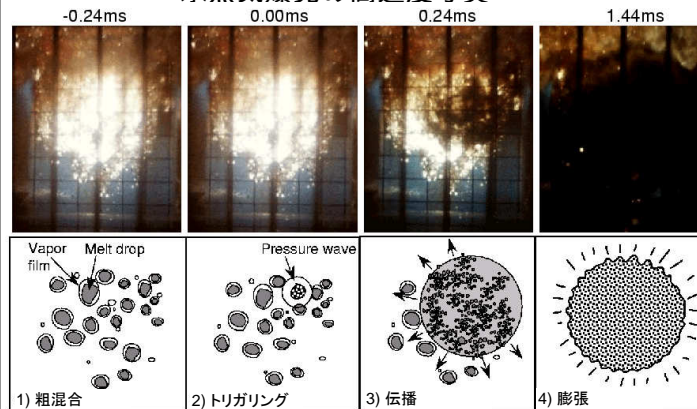 -0.24ms 0.00ms 0.24ms 1.44ms
Vapor film
Melt drop
Pressure wave
1) 粗混合
2) トリガリング
3) 伝播
4) 膨張